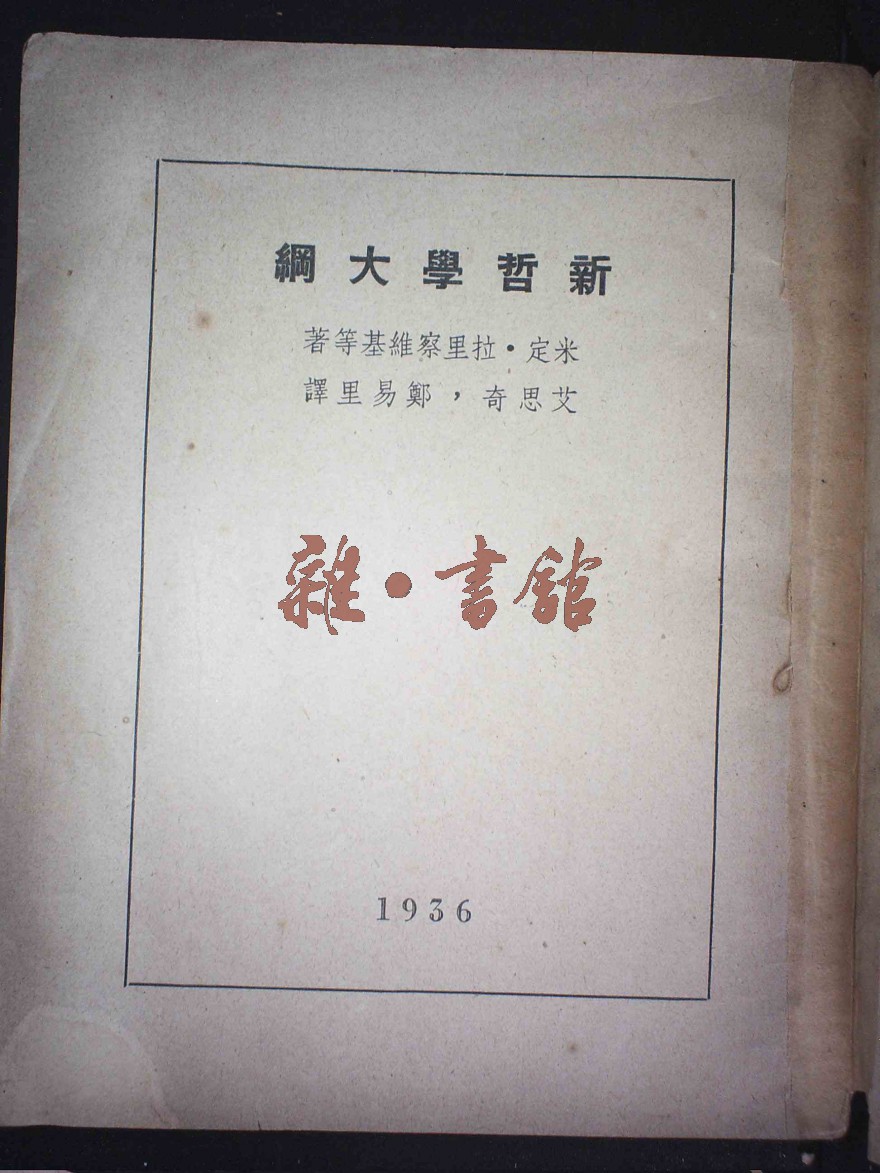 新哲學大綱
米定·拉里察維基等著
艾思奇，鄭易里譯
雜·書館
1936